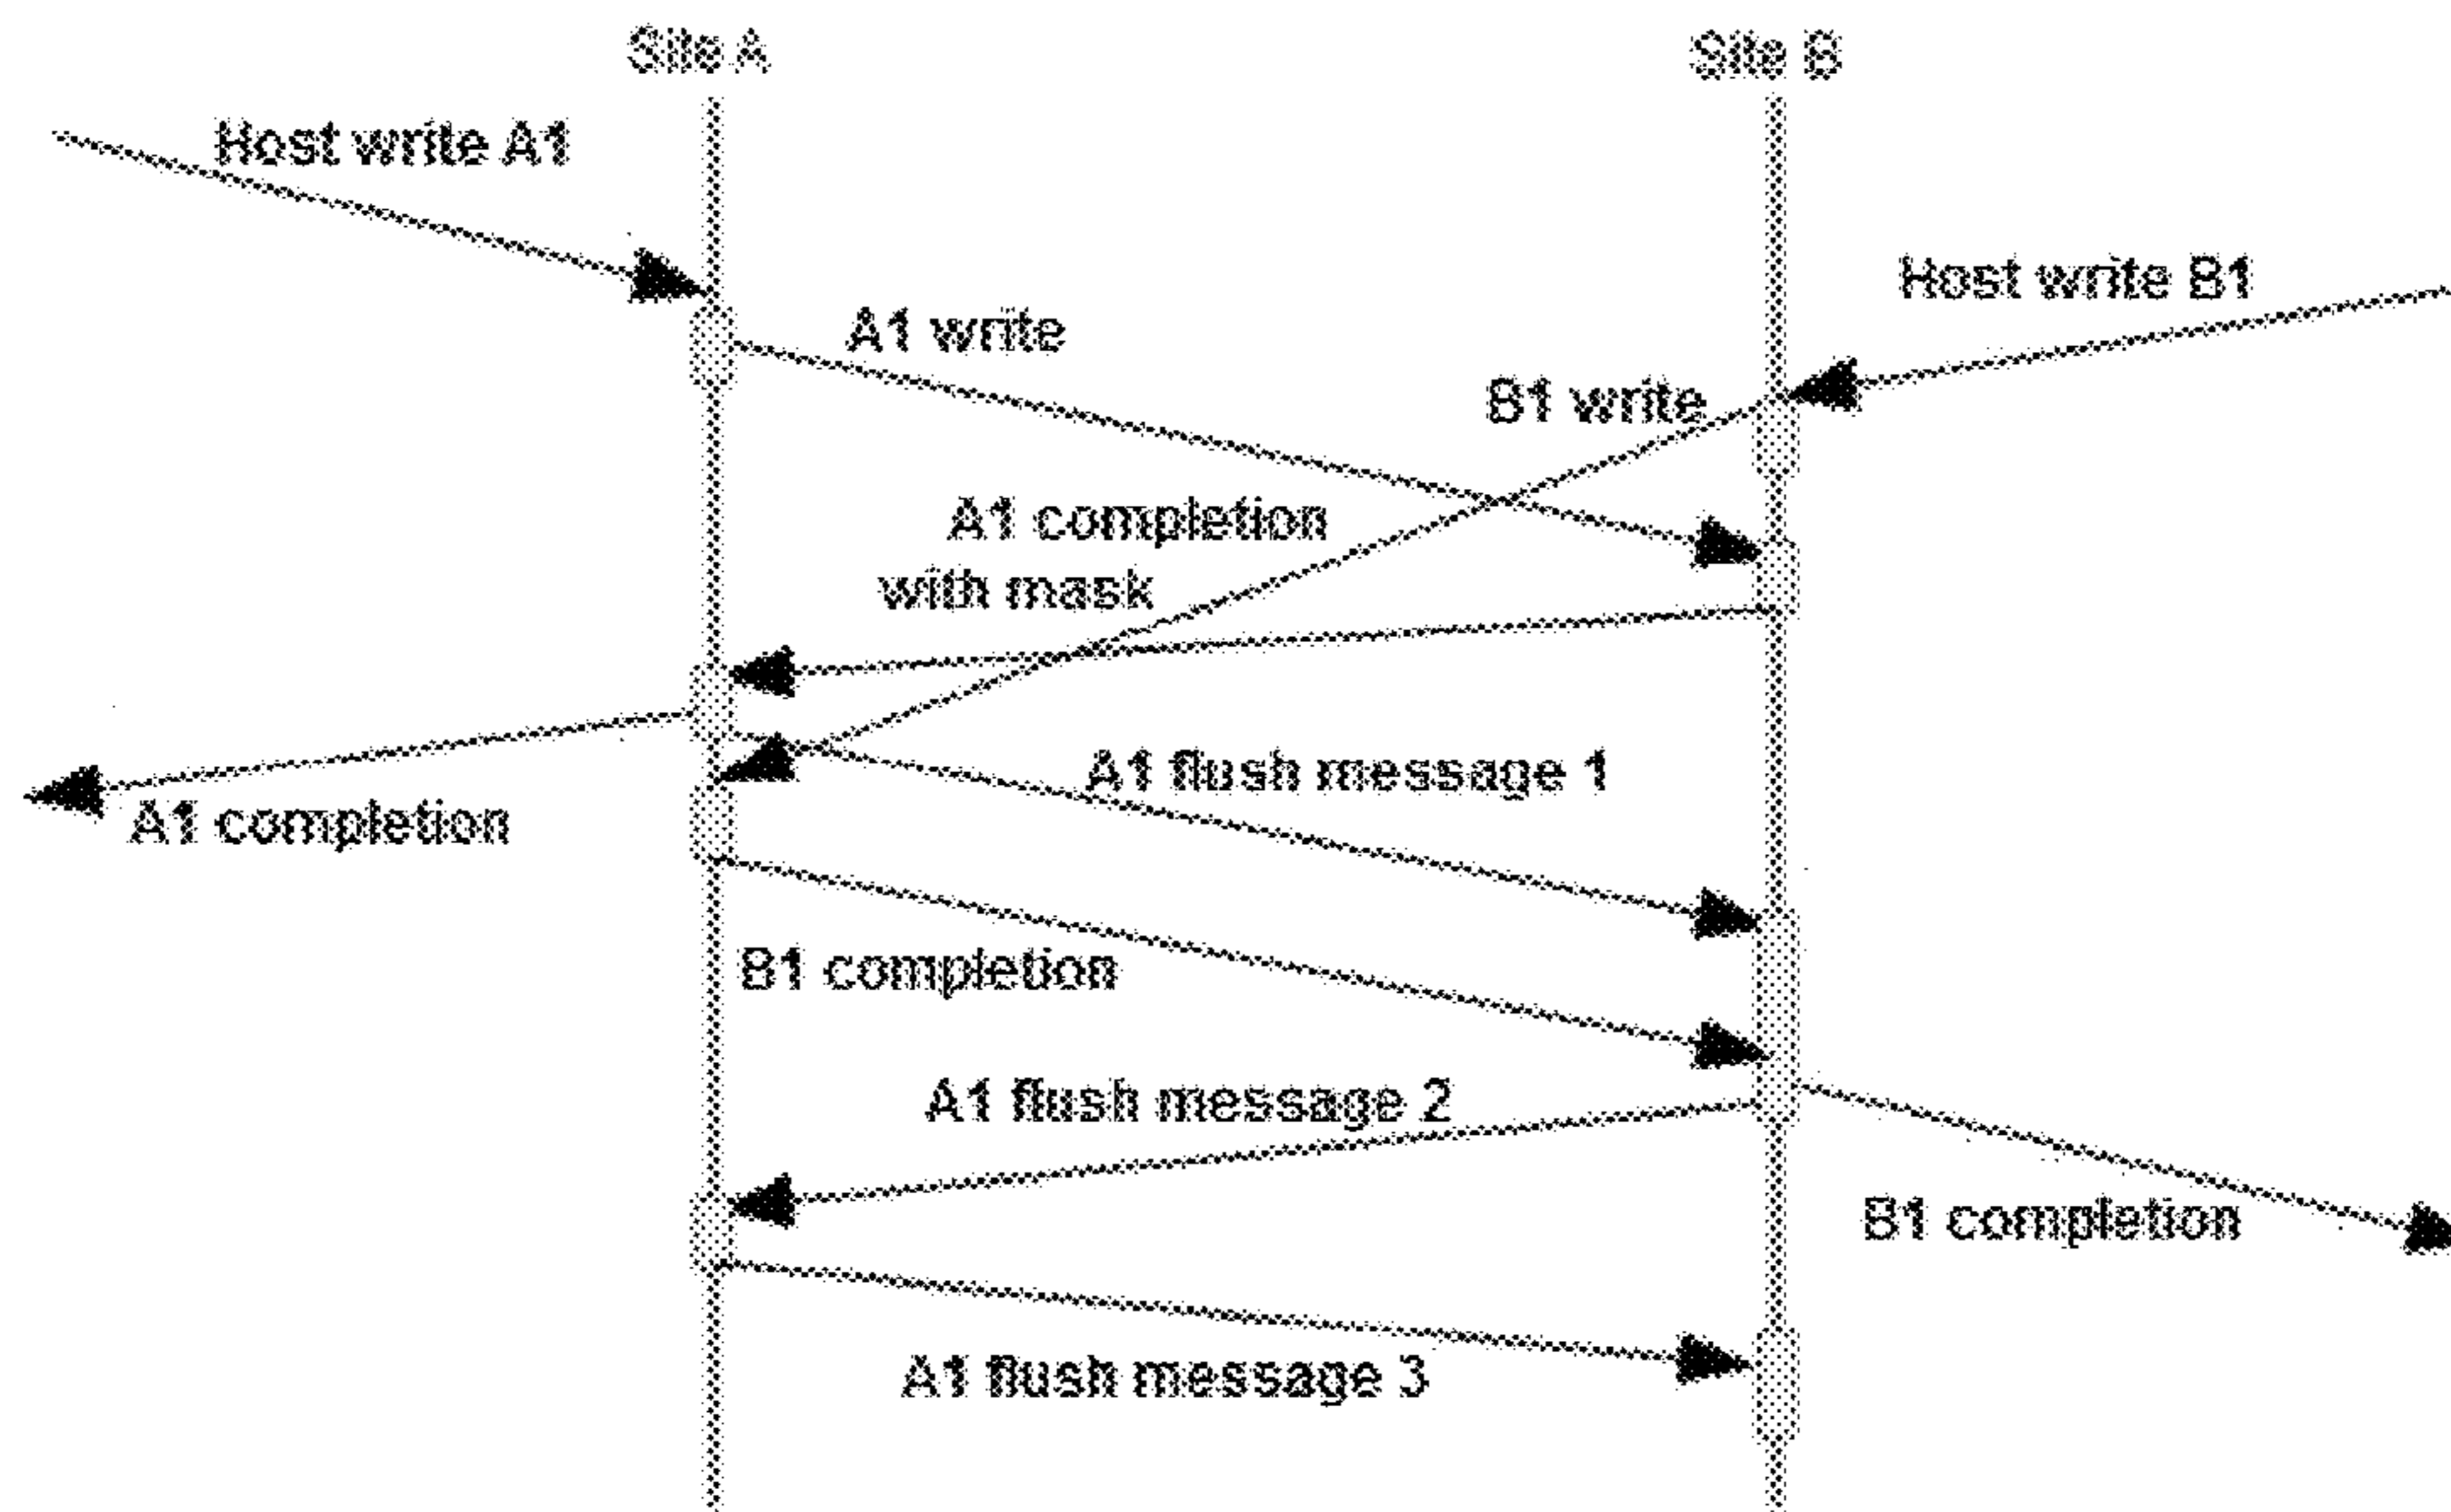 Site A
Site B
Host write A1
Host write B1
A1 write
B1 write
A1 completion
with mask
A1 flush message 1
A1 completion
B1 completion
A1 flush message 2
B1 completion
A1 flush message 3